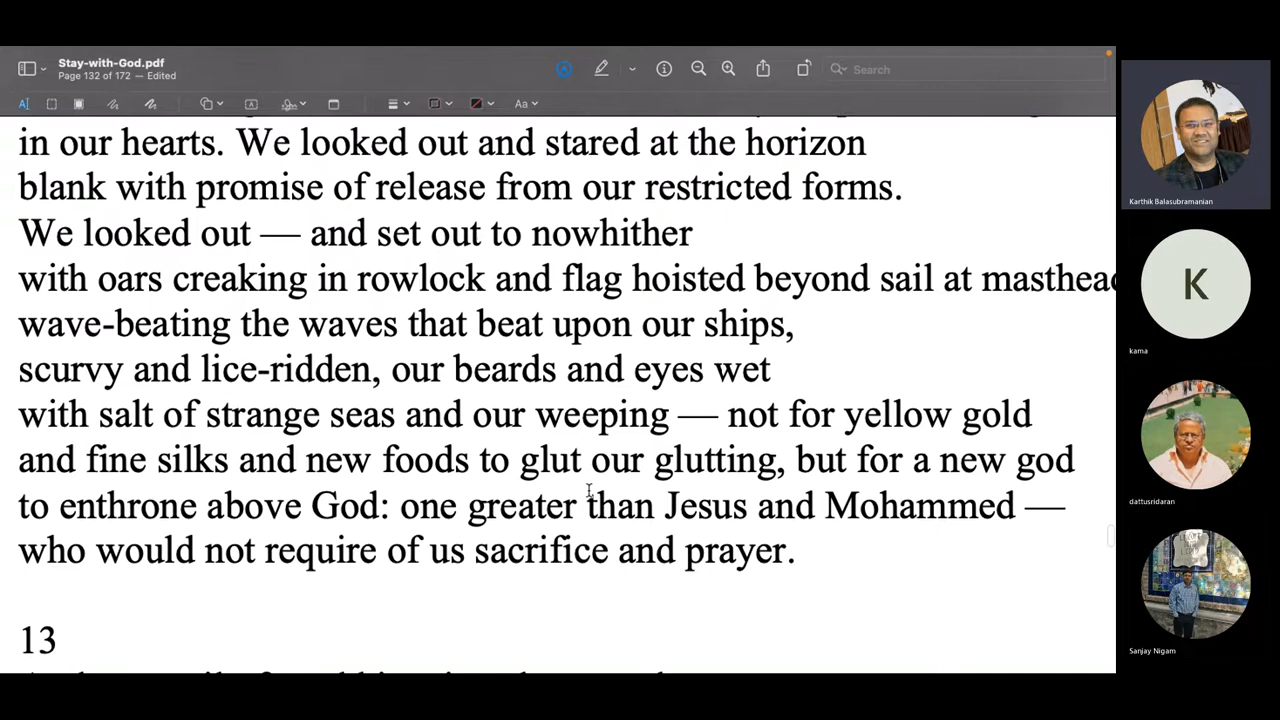 Stay-with-God.pdf
Page 132 of 172 — Edited
Search
Aa
in our hearts. We looked out and stared at the horizon
blank with promise of release from our restricted forms.
We looked out — and set out to nowhither
with oars creaking in rowlock and flag hoisted beyond sail at masthead
wave-beating the waves that beat upon our ships,
scurvy and lice-ridden, our beards and eyes wet
with salt of strange seas and our weeping — not for yellow gold
and fine silks and new foods to glut our glutting, but for a new god
to enthrone above God: one greater than Jesus and Mohammed —
who would not require of us sacrifice and prayer.
13
Karthik Balasubramanian
K
kama
dattusridaran
Sanjay Nigam